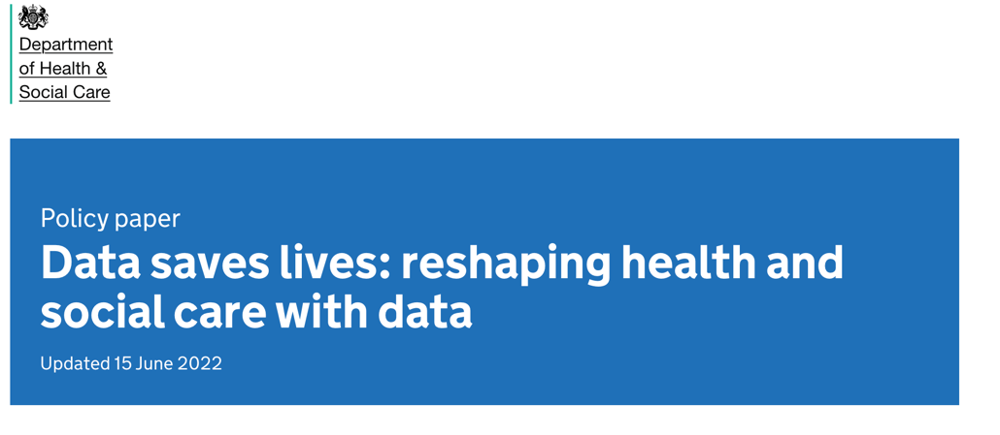 Department
of Health &
Social Care
Policy paper
Data saves lives: reshaping health and
social care with data
Updated 15 June 2022